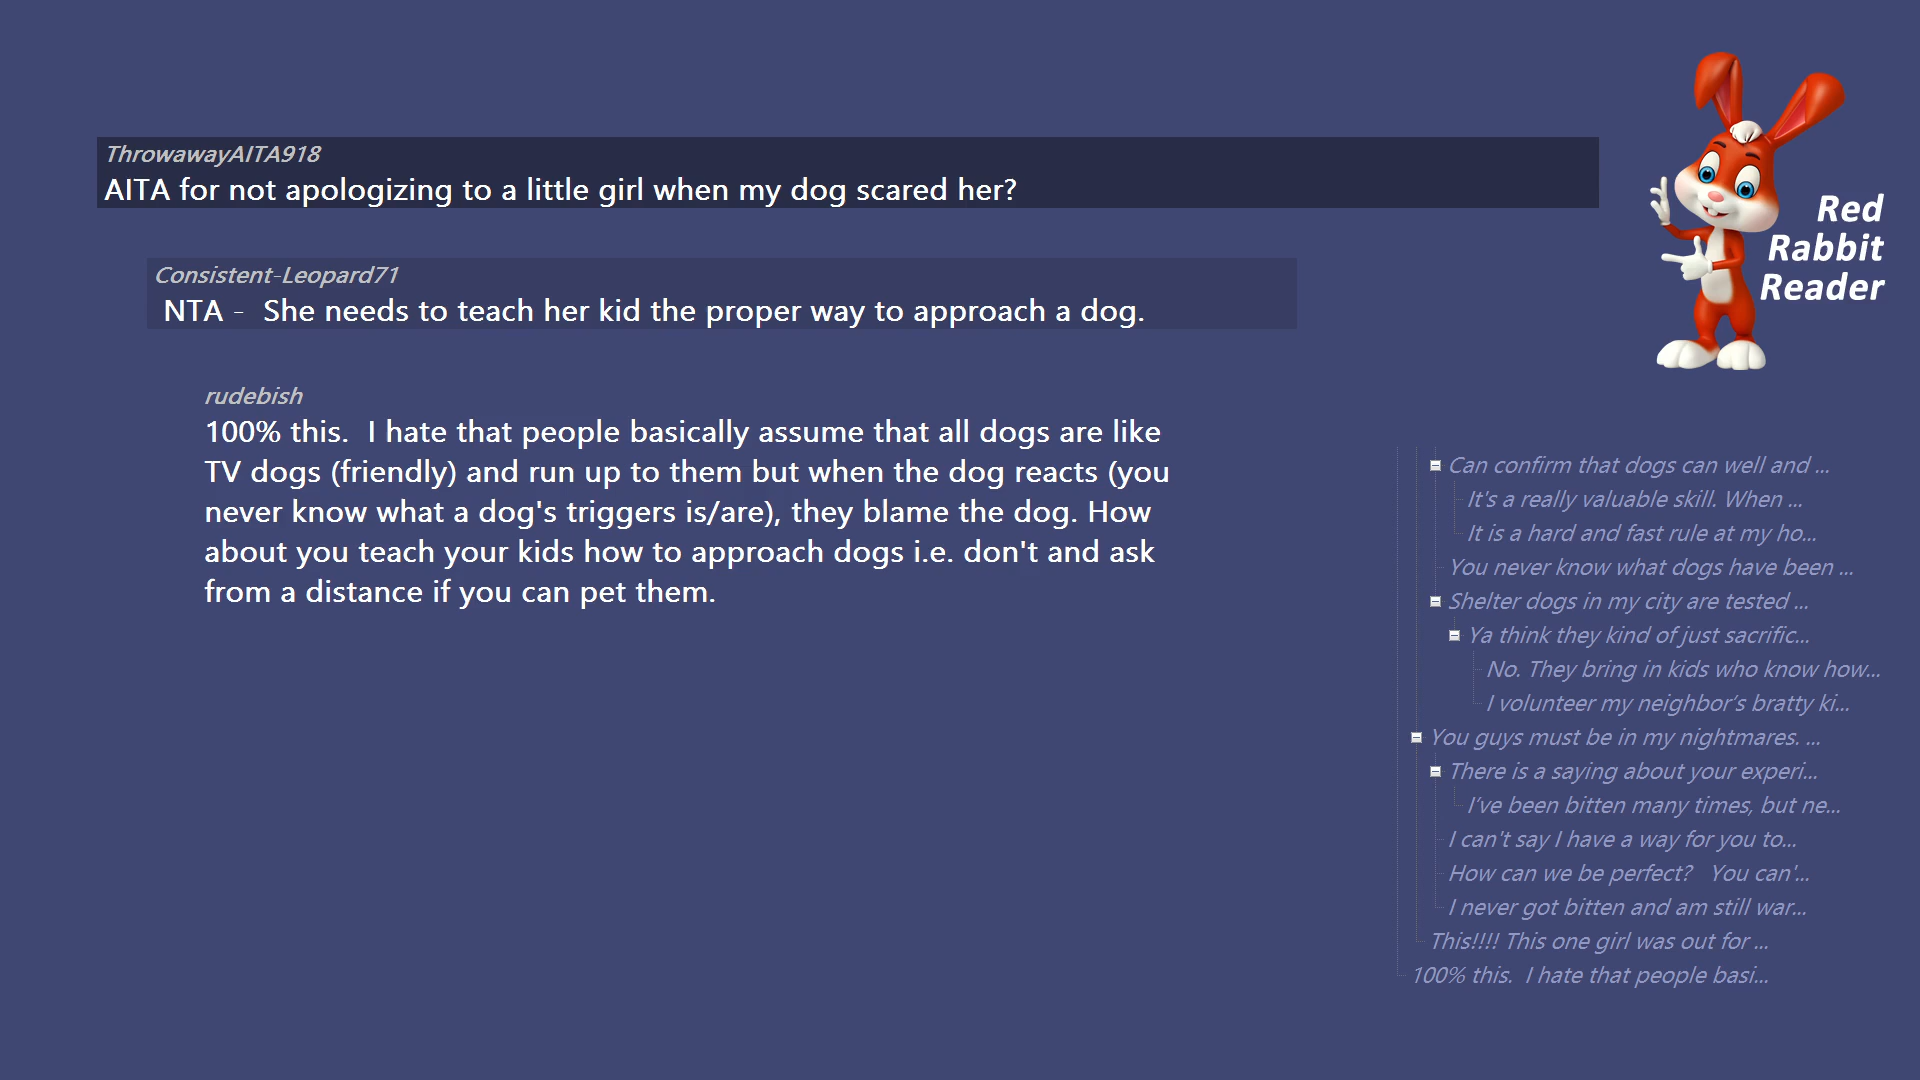 ThrowawayAITA918
AITA for not apologizing to a little girl when my dog scared her?
Consistent-Leopard71
NTA -  She needs to teach her kid the proper way to approach a dog.
rudebish
100% this.  I hate that people basically assume that all dogs are like
TV dogs (friendly) and run up to them but when the dog reacts (you
never know what a dog's triggers is/are), they blame the dog. How
about you teach your kids how to approach dogs i.e. don't and ask
from a distance if you can pet them.
Red
Rabbit
Reader
Can confirm that dogs can well and ...
It's a really valuable skill. When ...
It is a hard and fast rule at my ho...
You never know what dogs have been ...
Shelter dogs in my city are tested ...
Ya think they kind of just sacrific...
No. They bring in kids who know how...
I volunteer my neighbor’s bratty ki...
You guys must be in my nightmares. ...
There is a saying about your experi...
I’ve been bitten many times, but ne...
I can't say I have a way for you to...
How can we be perfect?   You can'...
I never got bitten and am still war...
This!!!! This one girl was out for ...
100% this.  I hate that people basi...